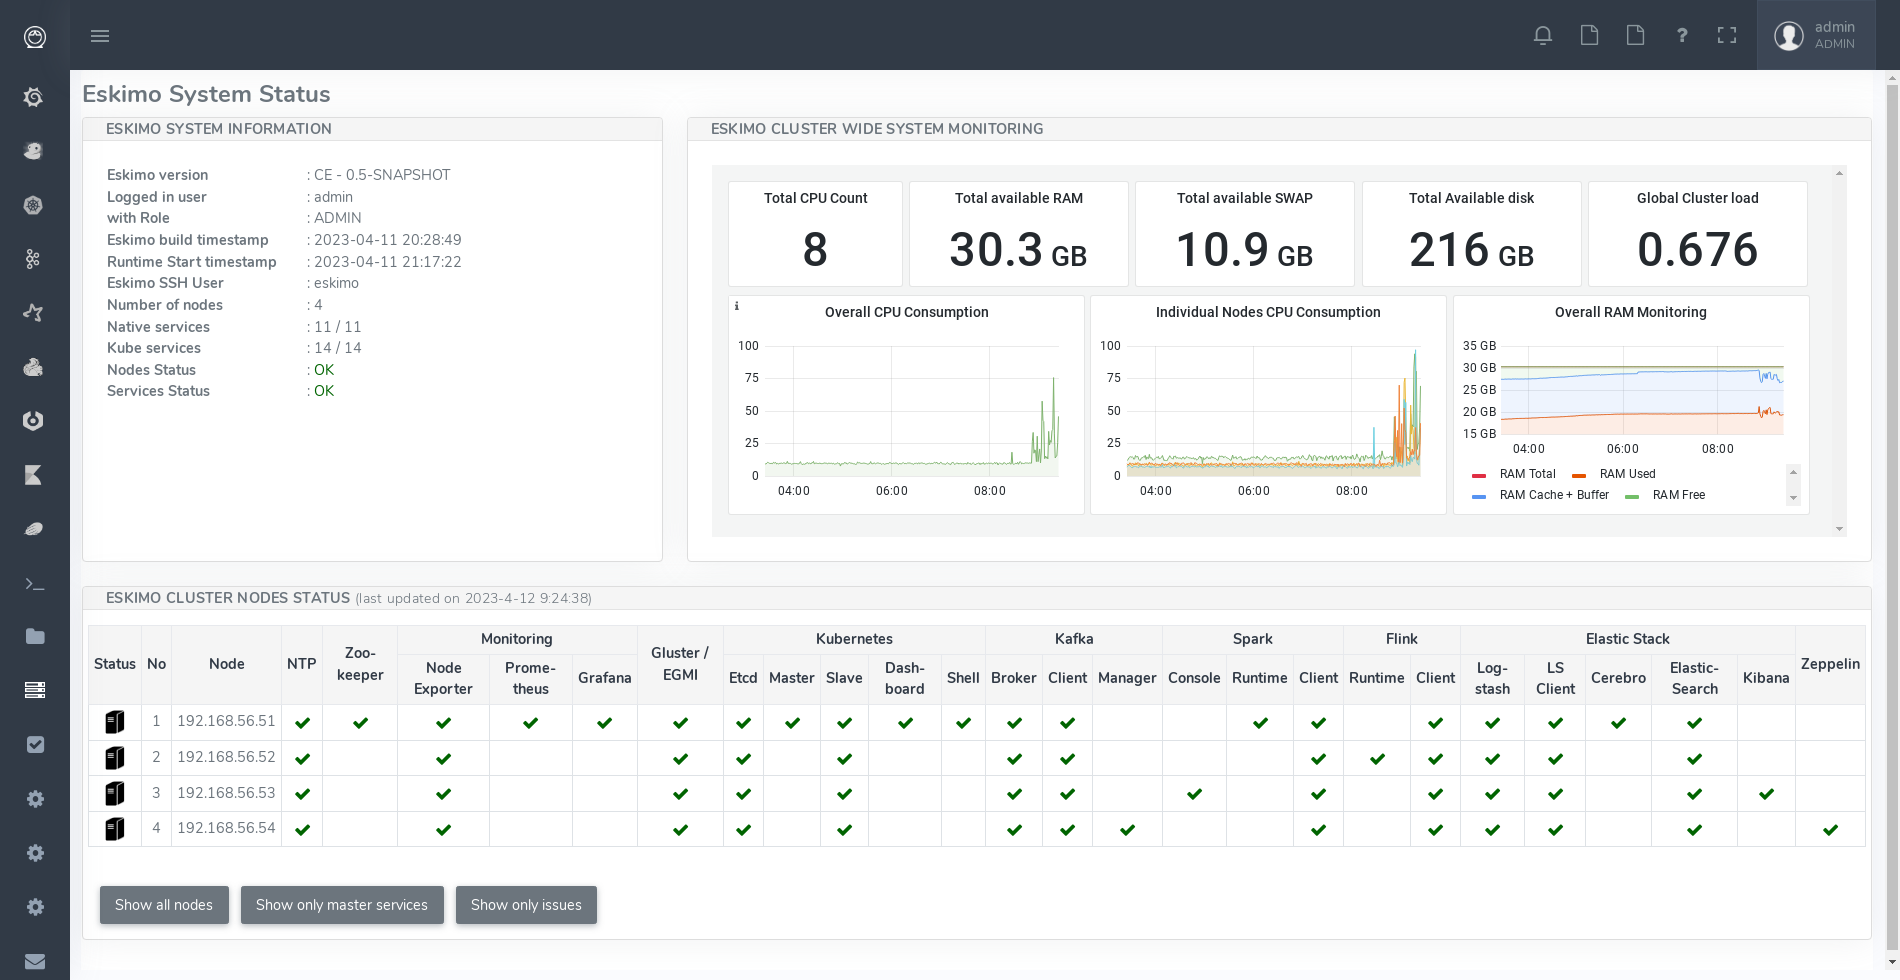 admin
ADMIN
Eskimo System Status
ESKIMO SYSTEM INFORMATION
Eskimo version : CE - 0.5-SNAPSHOT
Logged in user : admin
with Role : ADMIN
Eskimo build timestamp : 2023-04-11 20:28:49
Runtime Start timestamp : 2023-04-11 21:17:22
Eskimo SSH User : eskimo
Number of nodes : 4
Native services : 11 / 11
Kube services : 14 / 14
Nodes Status : OK
Services Status : OK
ESKIMO CLUSTER WIDE SYSTEM MONITORING
Total CPU Count
8
Total available RAM
30.3 GB
Total available SWAP
10.9 GB
Total Available disk
216 GB
Global Cluster load
0.676
Overall CPU Consumption
100
75
50
25
0
04:00 06:00 08:00
Individual Nodes CPU Consumption
100
75
50
25
0
04:00 06:00 08:00
Overall RAM Monitoring
35 GB
30 GB
25 GB
20 GB
15 GB
04:00 06:00 08:00
RAM Total RAM Used
RAM Cache + Buffer RAM Free
ESKIMO CLUSTER NODES STATUS (last updated on 2023-4-12 9:24:38)
Status No Node NTP Zoo-keeper Monitoring Gluster / EGMI Kubernetes Kafka Spark Flink Elastic Stack Zeppelin
Node Exporter Prome-theus Grafana Etcd Master Slave Dash-board Shell Broker Client Manager Console Runtime Client Runtime Client Log-stash LS Client Cerebro Elastic-Search Kibana
1 192.168.56.51
2 192.168.56.52
3 192.168.56.53
4 192.168.56.54
Show all nodes Show only master services Show only issues